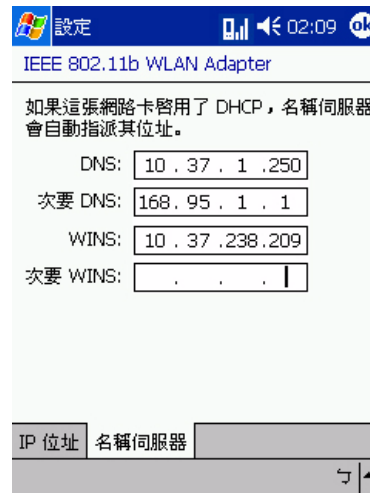 設定 02:09 ok
IEEE 802.11b WLAN Adapter
如果這張網路卡啓用了 DHCP，名稱伺服器
會自動指派其位址。
DNS: 10 . 37 . 1 .250
次要 DNS: 168. 95 . 1 . 1
WINS: 10 . 37 .238.209
次要 WINS: . . .
IP 位址 名稱伺服器
ㄅ